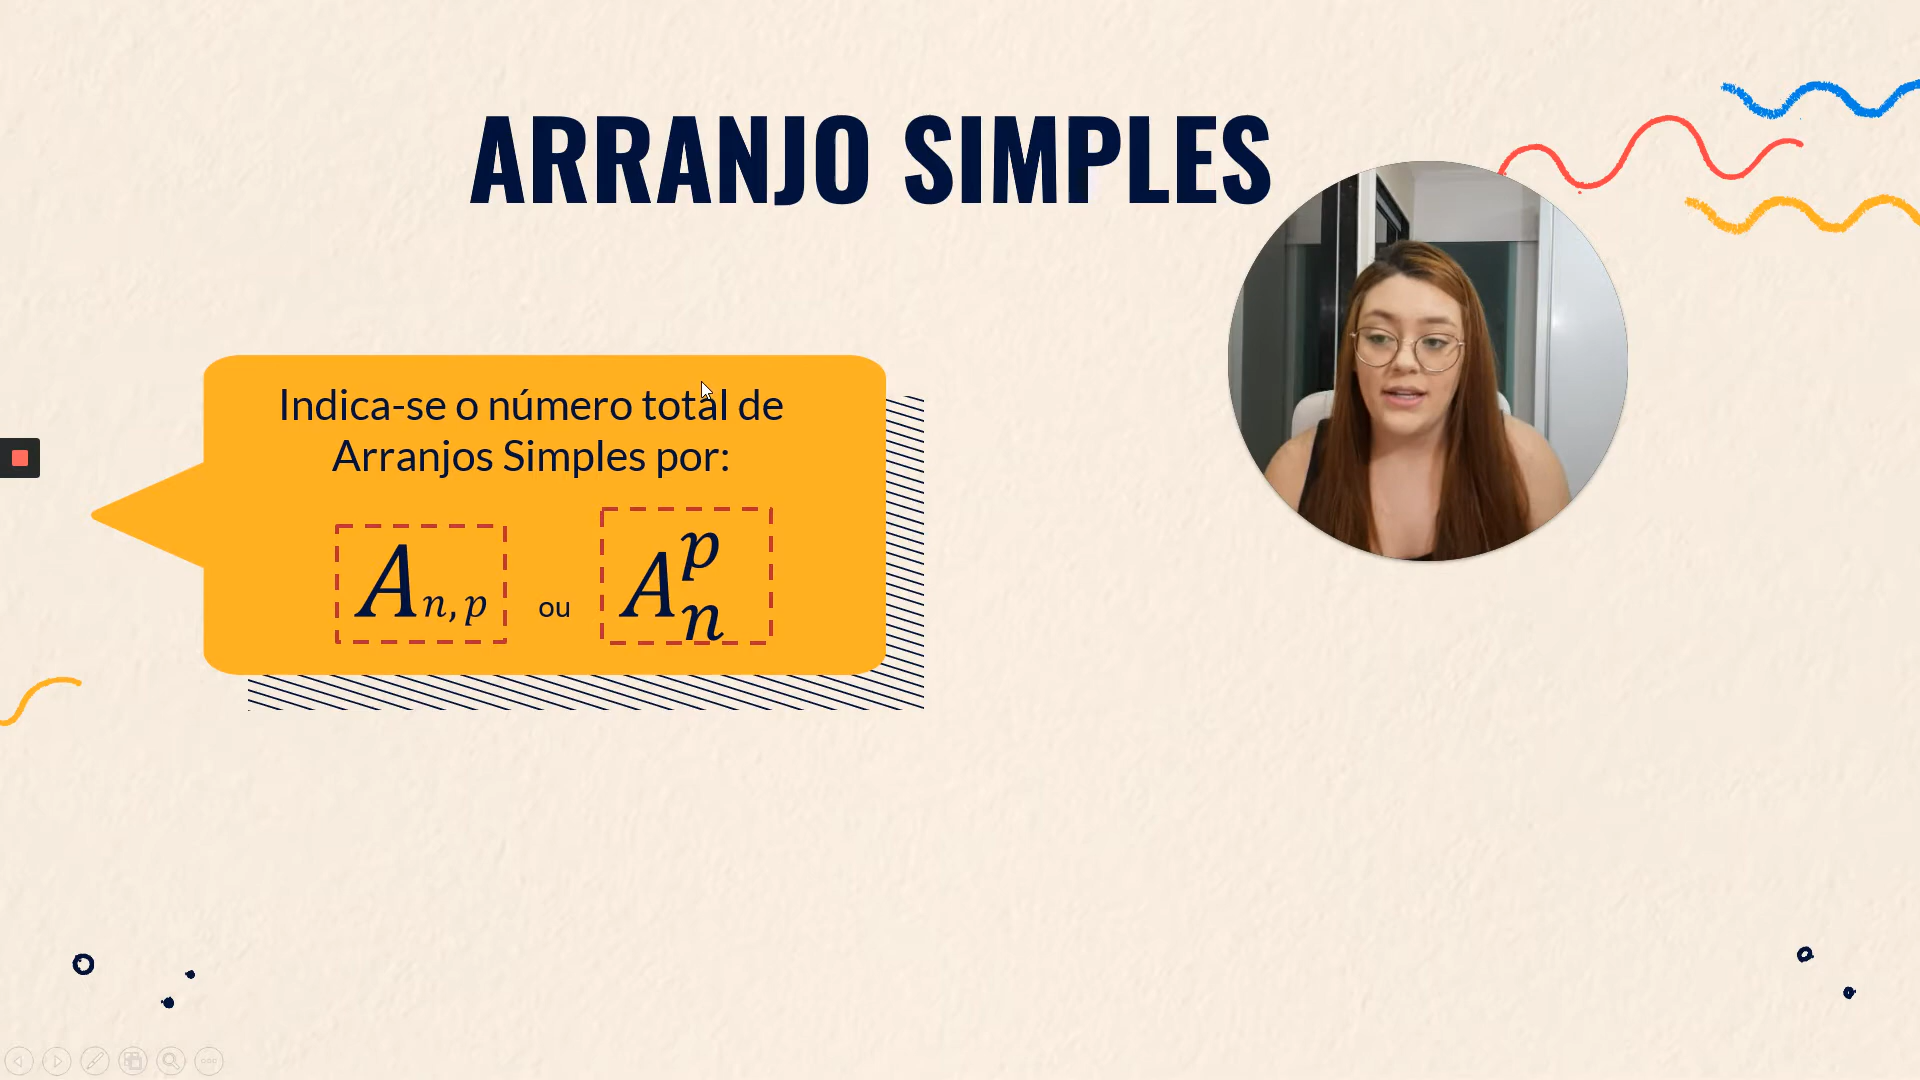 ARRANJO SIMPLES
Indica-se o número total de
Arranjos Simples por:
A_{n,p} ou A_n^p